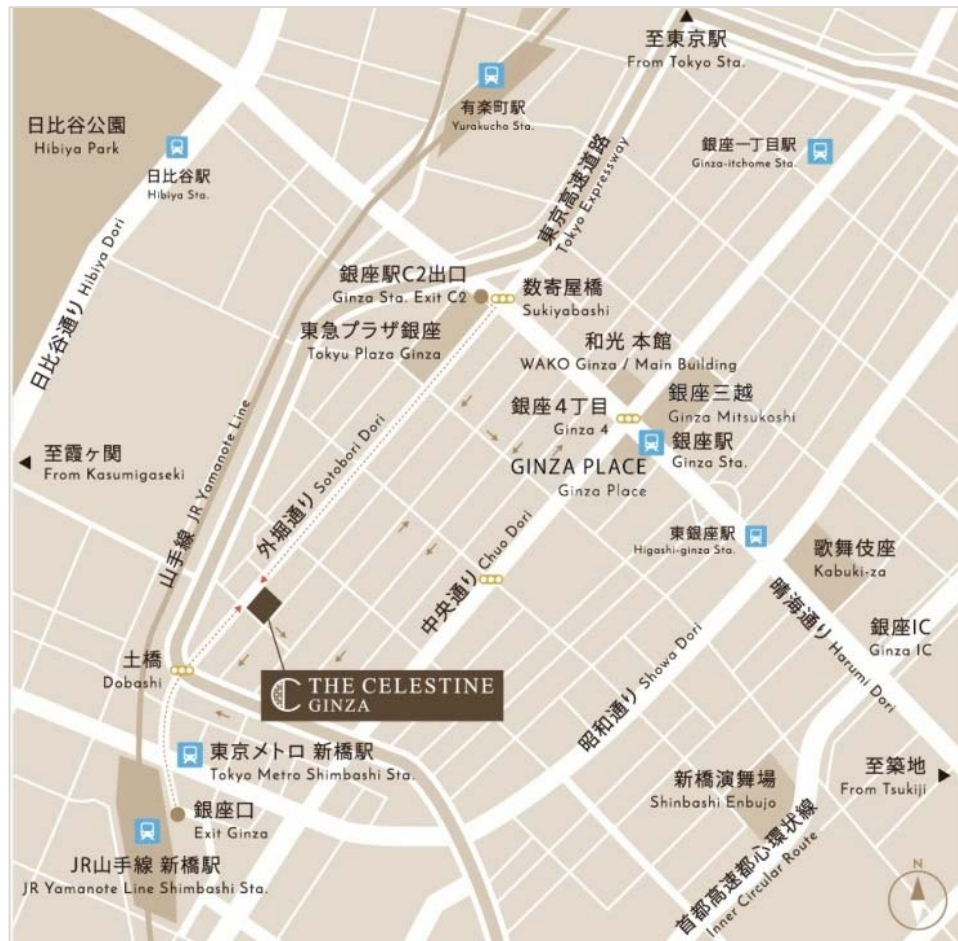 至東京駅
From Tokyo Sta.
有楽町駅
Yurakucho Sta.
日比谷公園
Hibiya Park
日比谷駅
Hibiya Sta.
銀座一丁目駅
Ginza-itchome Sta.
東京高速道路
Tokyo Expressway
銀座駅C2出口
Ginza Sta. Exit C2
数寄屋橋
Sukiyabashi
東急プラザ銀座
Tokyu Plaza Ginza
和光 本館
WAKO Ginza / Main Building
日比谷通り Hibiya Dori
銀座4丁目
Ginza 4
銀座三越
Ginza Mitsukoshi
銀座駅
Ginza Sta.
GINZA PLACE
Ginza Place
至霞ヶ関
From Kasumigaseki
山手線 JR Yamanote Line
外堀通り Sotobori Dori
中央通り Chuo Dori
東銀座駅
Higashi-ginza Sta.
歌舞伎座
Kabuki-za
晴海通り Harumi Dori
銀座IC
Ginza IC
土橋
Dobashi
THE CELESTINE
GINZA
昭和通り Showa Dori
東京メトロ 新橋駅
Tokyo Metro Shimbashi Sta.
新橋演舞場
Shinbashi Enbujo
至築地
From Tsukiji
銀座口
Exit Ginza
JR山手線 新橋駅
JR Yamanote Line Shimbashi Sta.
首都高速都心環状線
Inner Circular Route
N